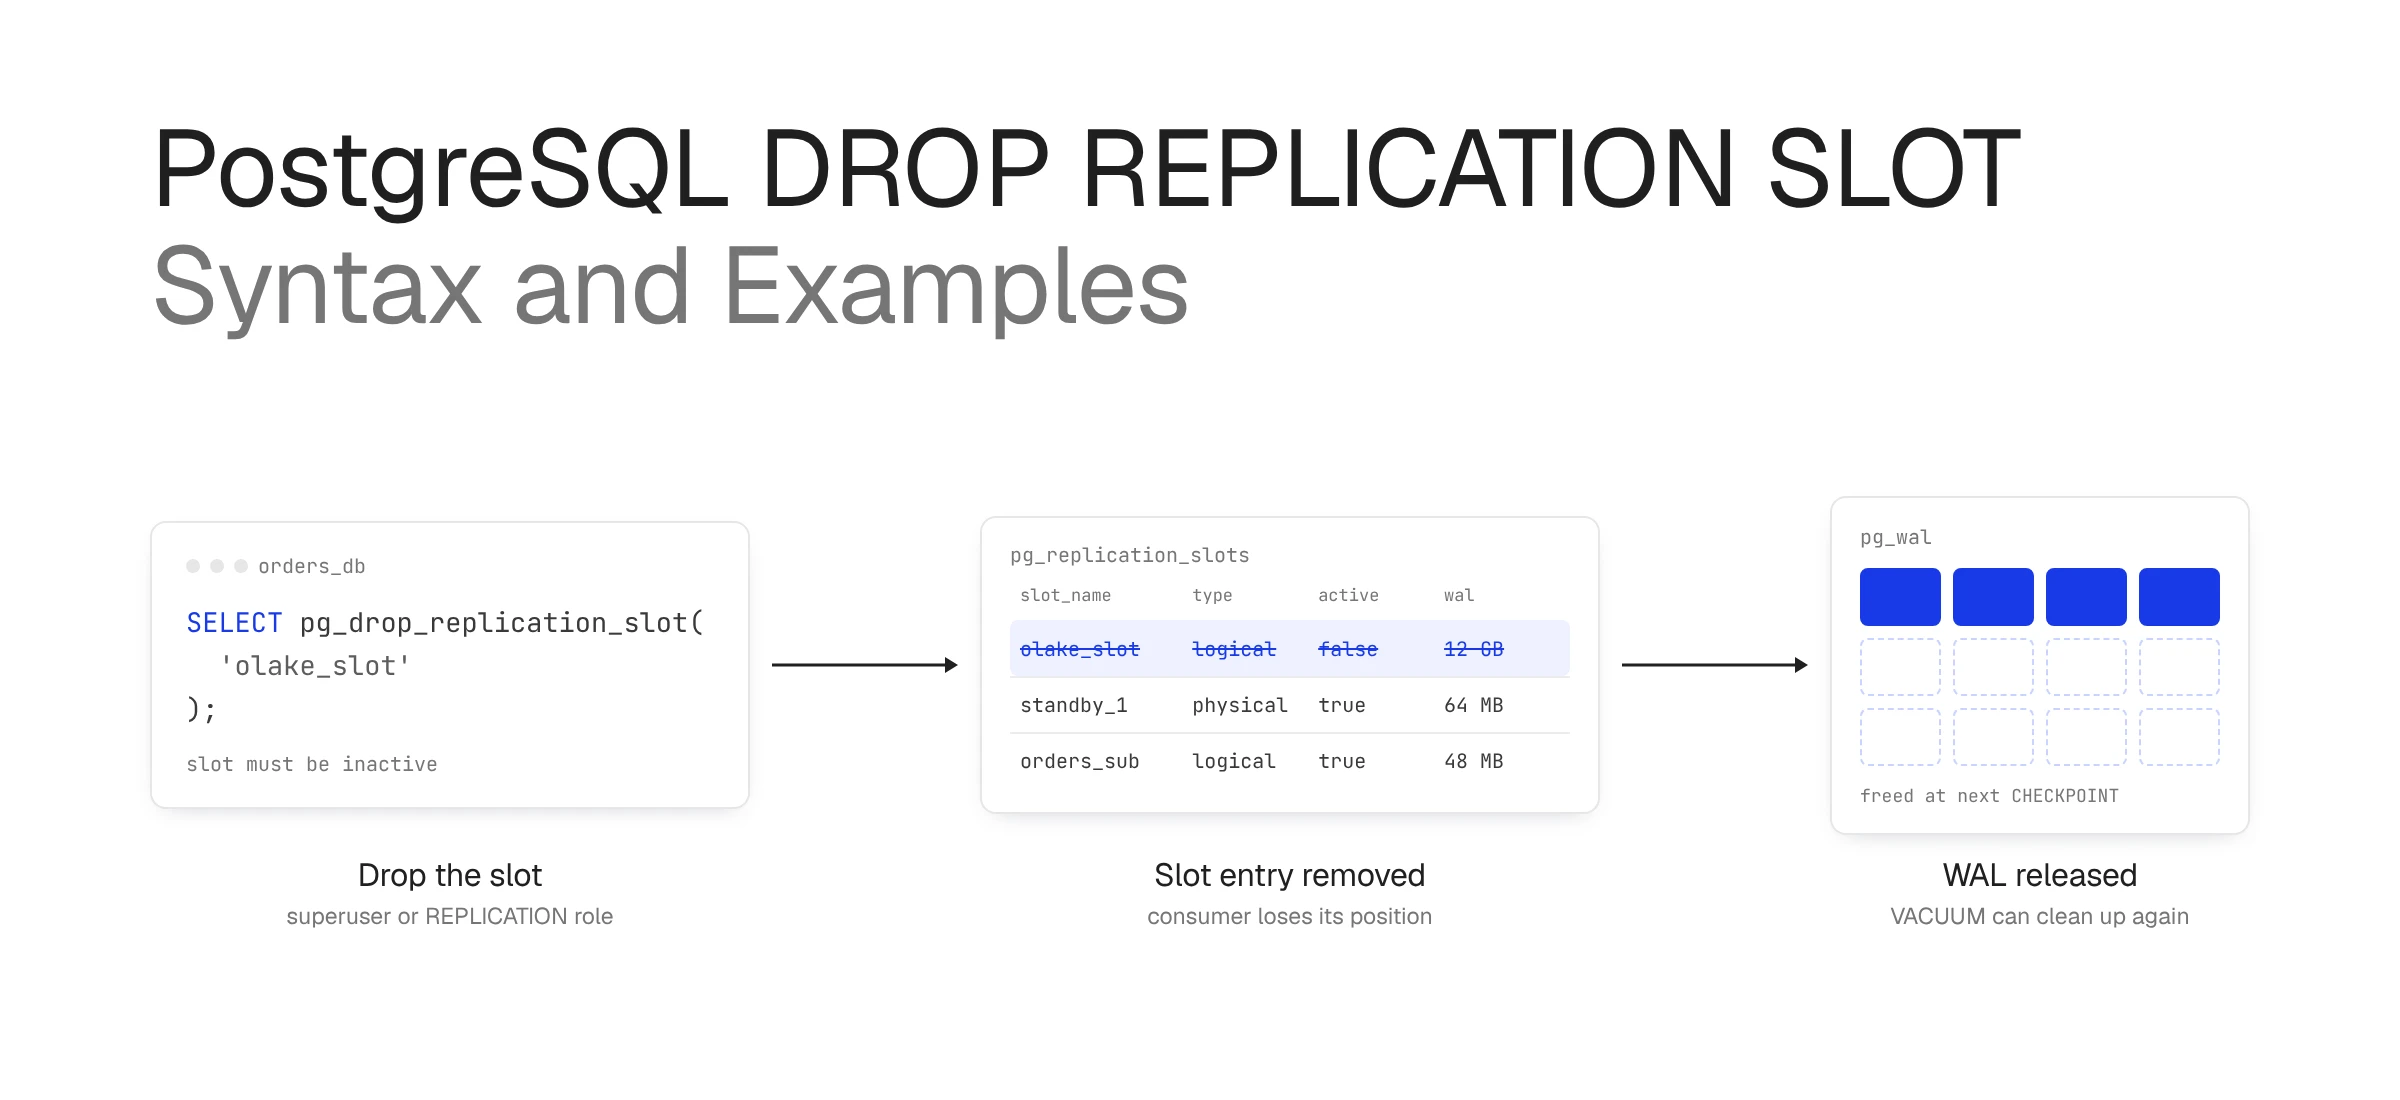 PostgreSQL DROP REPLICATION SLOT
Syntax and Examples
orders_db
SELECT pg_drop_replication_slot(
'olake_slot'
);
slot must be inactive
Drop the slot
superuser or REPLICATION role
pg_replication_slots
slot_name type active wal
olake_slot logical false 12 GB
standby_1 physical true 64 MB
orders_sub logical true 48 MB
Slot entry removed
consumer loses its position
pg_wal
freed at next CHECKPOINT
WAL released
VACUUM can clean up again